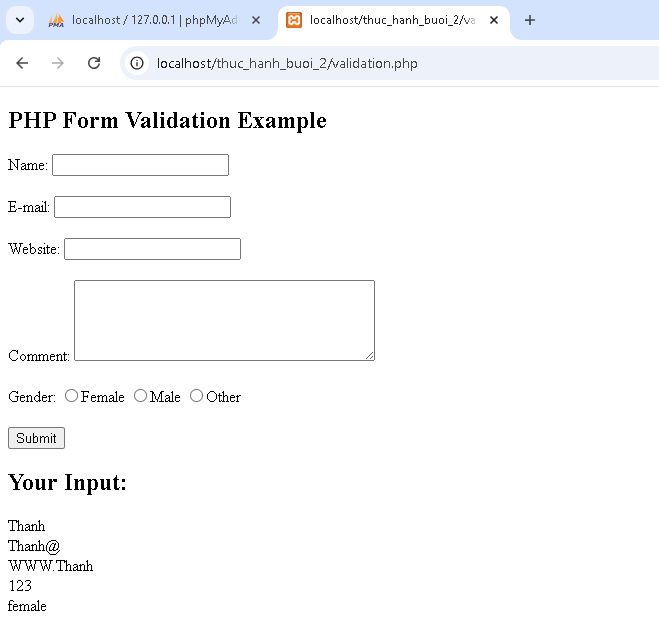 localhost / 127.0.0.1 | phpMyAd
localhost/thuc_hanh_buoi_2/va
localhost/thuc_hanh_buoi_2/validation.php
PHP Form Validation Example
Name:
E-mail:
Website:
Comment:
Gender: Female Male Other
Submit
Your Input:
Thanh
Thanh@
WWW.Thanh
123
female